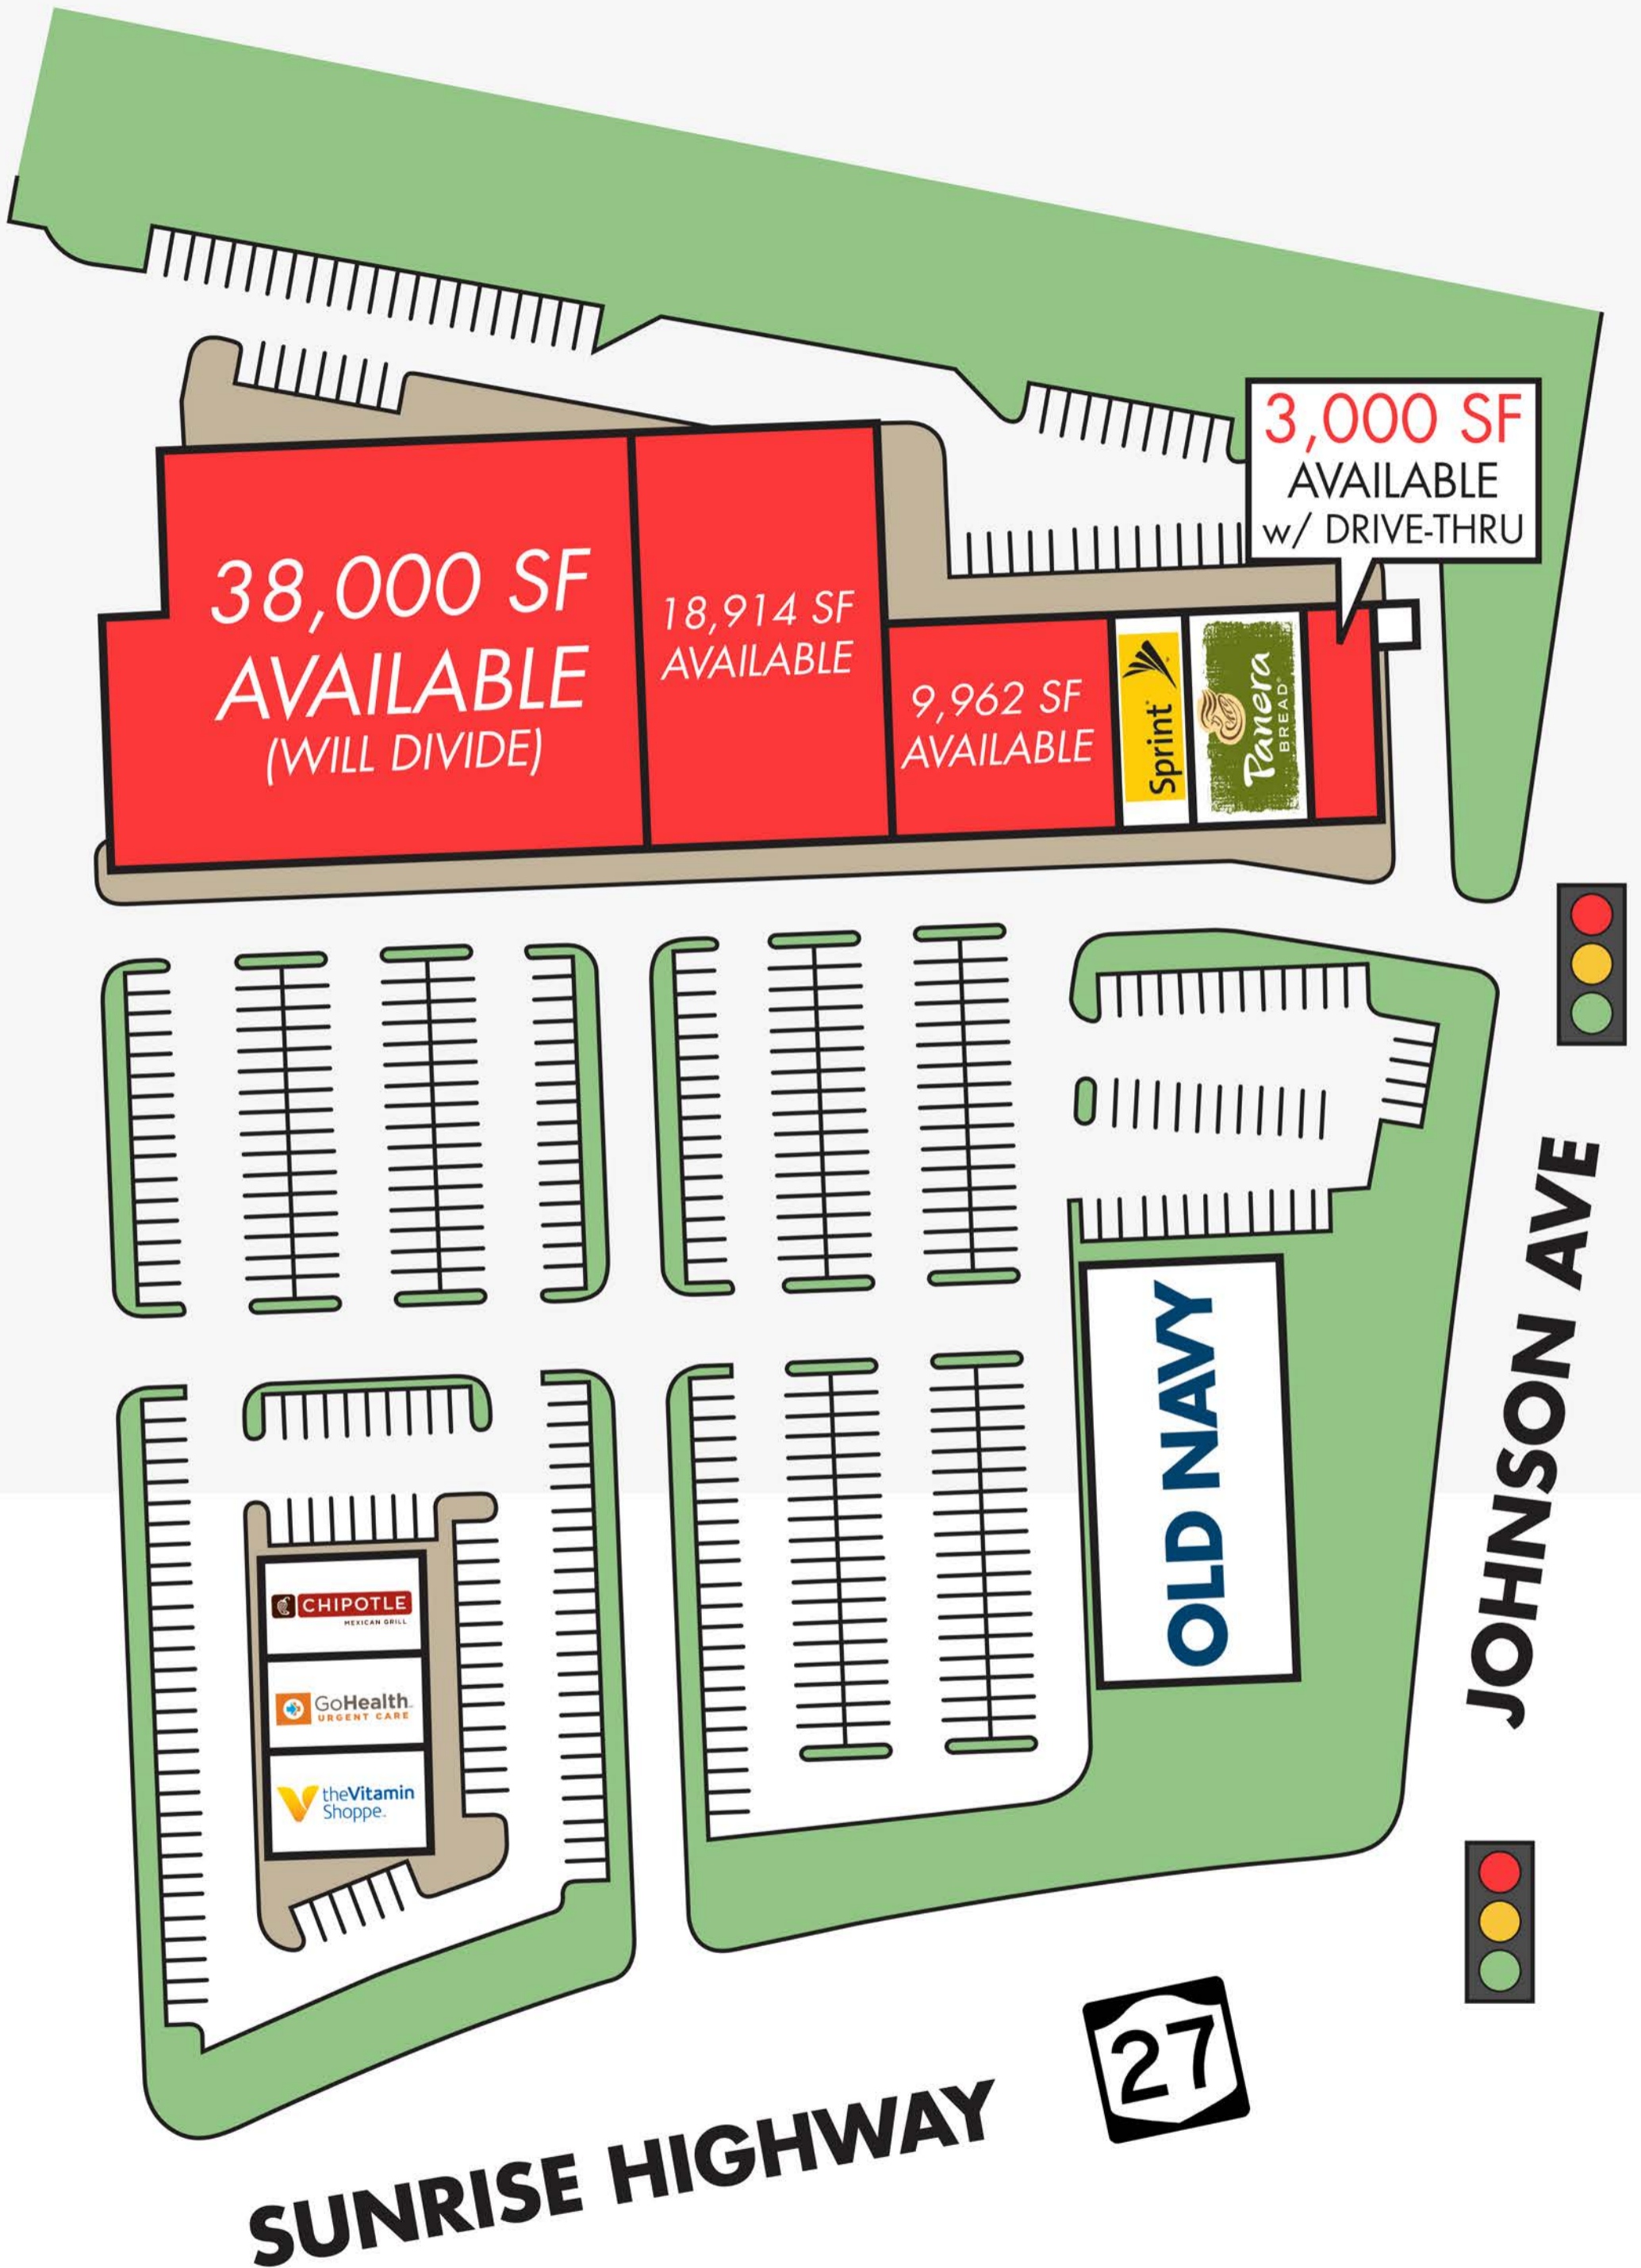 3,000 SF
AVAILABLE
w/ DRIVE-THRU
38,000 SF
AVAILABLE
(WILL DIVIDE)
18,914 SF
AVAILABLE
9,962 SF
AVAILABLE
Sprint
Panera
BREAD®
OLD NAVY
JOHNSON AVE
CHIPOTLE
MEXICAN GRILL
GoHealth
URGENT CARE
theVitamin
Shoppe
27
SUNRISE HIGHWAY